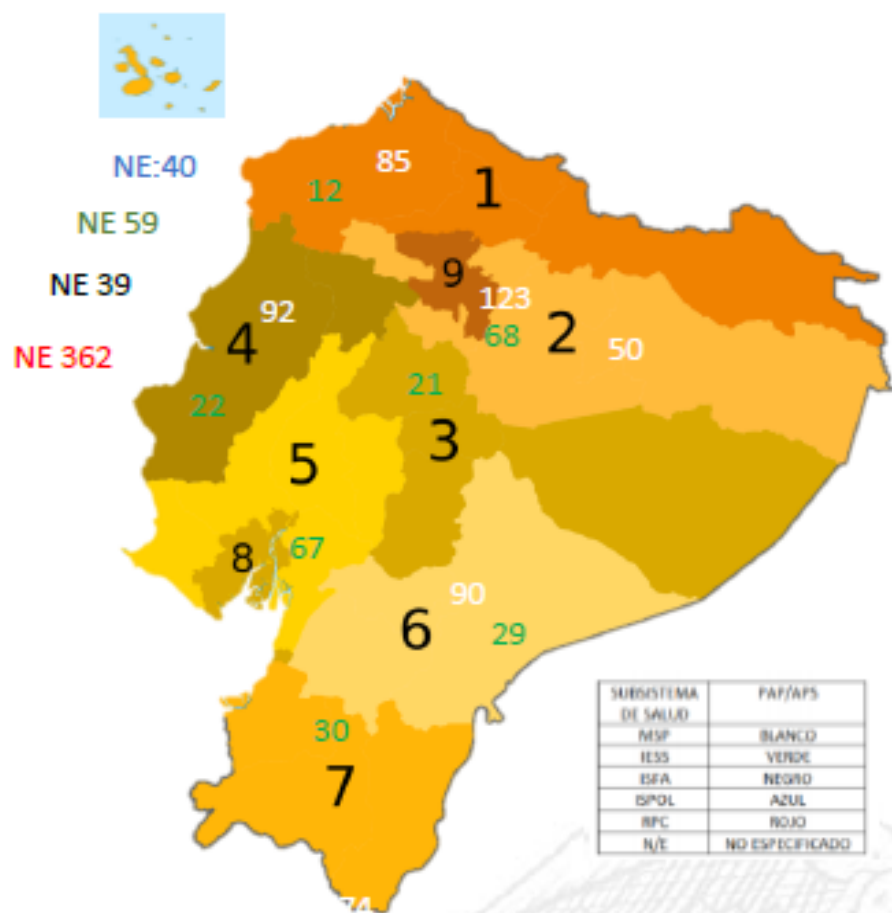 NE:40
85
12
1
NE 59
9
NE 39
123
92
2
4
68
50
NE 362
21
22
3
5
8
67
90
6
29
30
7
74
SUBSISTEMA DE SALUD PAP/APS
MSP BLANCO
IESS VERDE
ISFA NEGRO
ISPOL AZUL
RPC ROJO
N/E NO ESPECIFICADO